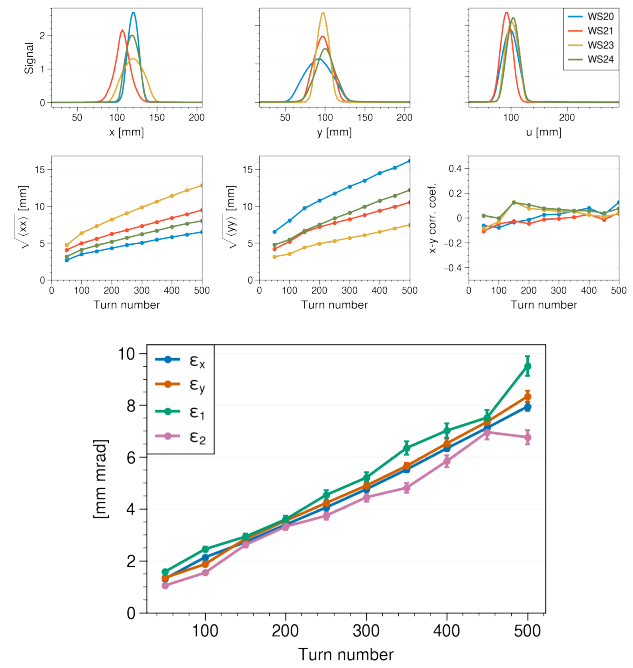 Signal
2
1
0
50
100
150
200
x [mm]
50
100
150
200
y [mm]
100
200
u [mm]
WS20
WS21
WS23
WS24
√⟨xx⟩ [mm]
15
10
5
0
0
100
200
300
400
500
Turn number
√⟨yy⟩ [mm]
15
10
5
0
0
100
200
300
400
500
Turn number
x-y corr. coef.
0.4
0.2
0
−0.2
−0.4
0
100
200
300
400
500
Turn number
[mm mrad]
10
8
6
4
2
0
εx
εy
ε1
ε2
100
200
300
400
500
Turn number